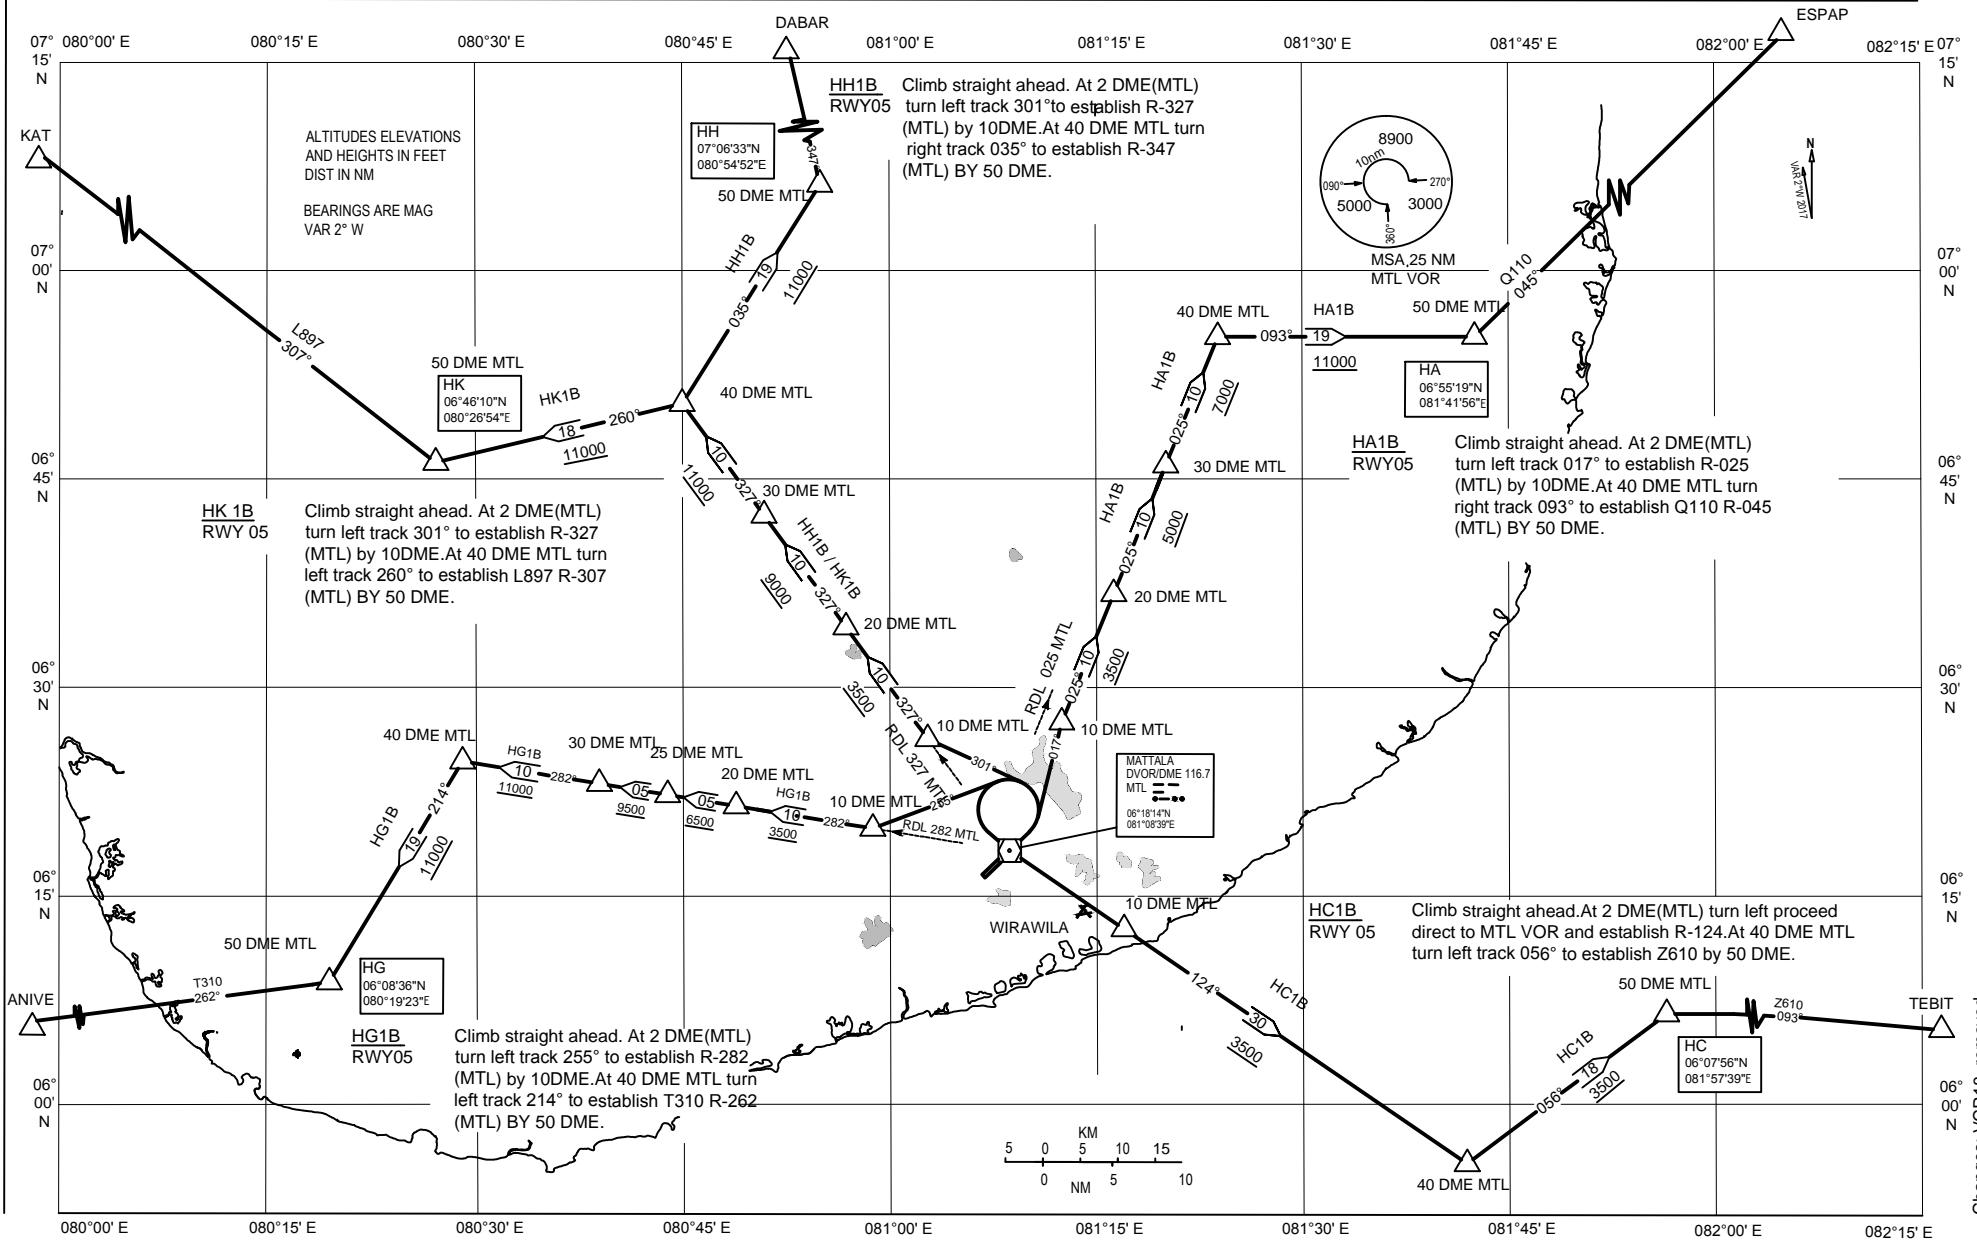 DABAR
ESPAP
07° 080°00' E
080°15' E
080°30' E
080°45' E
081°00' E
081°15' E
081°30' E
081°45' E
082°00' E
082°15' E 07°
15'
N
15'
N
KAT
ALTITUDES ELEVATIONS
AND HEIGHTS IN FEET
DIST IN NM
BEARINGS ARE MAG
VAR 2° W
HH
07°06'33"N
080°54'52"E
347°
50 DME MTL
HH1B
RWY05
Climb straight ahead. At 2 DME(MTL)
turn left track 301°to establish R-327
(MTL) by 10DME.At 40 DME MTL turn
right track 035° to establish R-347
(MTL) BY 50 DME.
8900
10nm
090°
270°
5000
3000
360°
MSA,25 NM
MTL VOR
N
VAR 2°W 2017
07°
00'
N
07°
00'
N
HH1B
19
035°
11000
Q110
045°
L897
307°
50 DME MTL
HK
06°46'10"N
080°26'54"E
HK1B
18
260°
11000
40 DME MTL
40 DME MTL
HA1B
093°
19
11000
50 DME MTL
HA
06°55'19"N
081°41'56"E
HA1B
10
7000
025°
30 DME MTL
HA1B
RWY05
Climb straight ahead. At 2 DME(MTL)
turn left track 017° to establish R-025
(MTL) by 10DME.At 40 DME MTL turn
right track 093° to establish Q110 R-045
(MTL) BY 50 DME.
06°
45'
N
06°
45'
N
10
11000
327°
30 DME MTL
HK 1B
RWY 05
Climb straight ahead. At 2 DME(MTL)
turn left track 301° to establish R-327
(MTL) by 10DME.At 40 DME MTL turn
left track 260° to establish L897 R-307
(MTL) BY 50 DME.
HH1B / HK1B
10
9000
327°
20 DME MTL
HA1B
10
5000
025°
20 DME MTL
10
3500
327°
RDL 327 MTL
10 DME MTL
RDL 025 MTL
10
3500
025°
10 DME MTL
017°
301°
06°
30'
N
06°
30'
N
40 DME MTL
HG1B
10
282°
11000
30 DME MTL
05
9500
25 DME MTL
05
6500
20 DME MTL
HG1B
10
3500
282°
10 DME MTL
255°
RDL 282 MTL
MATTALA
DVOR/DME 116.7
MTL
06°18'14"N
081°08'39"E
HG1B
214°
19
11000
06°
15'
N
06°
15'
N
WIRAWILA
10 DME MTL
HC1B
RWY 05
Climb straight ahead.At 2 DME(MTL) turn left proceed
direct to MTL VOR and establish R-124.At 40 DME MTL
turn left track 056° to establish Z610 by 50 DME.
50 DME MTL
HG
06°08'36"N
080°19'23"E
T310
262°
ANIVE
124°
HC1B
30
3500
50 DME MTL
Z610
093°
TEBIT
HC
06°07'56"N
081°57'39"E
HC1B
18
3500
056°
HG1B
RWY05
Climb straight ahead. At 2 DME(MTL)
turn left track 255° to establish R-282
(MTL) by 10DME.At 40 DME MTL turn
left track 214° to establish T310 R-262
(MTL) BY 50 DME.
06°
00'
N
06°
00'
N
KM
5 0 5 10 15
0 NM 5 10
40 DME MTL
080°00' E
080°15' E
080°30' E
080°45' E
081°00' E
081°15' E
081°30' E
081°45' E
082°00' E
082°15' E